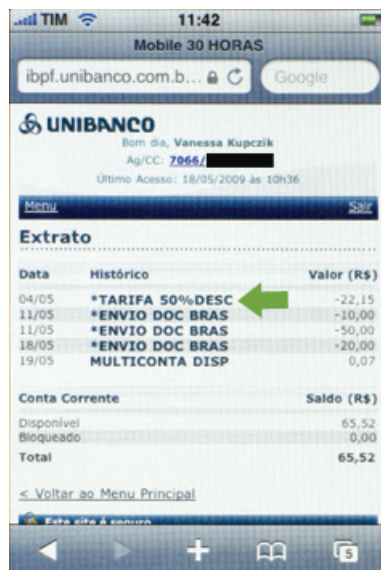 TIM 11:42
Mobile 30 HORAS
ibpf.unibanco.com.b... Google
UNIBANCO
Bom dia, Vanessa Kupczik
Ag/CC: 7066/
Último Acesso: 18/05/2009 às 10h36
Menu Sair
Extrato
Data Histórico Valor (R$)
04/05 *TARIFA 50%DESC -22,15
11/05 *ENVIO DOC BRAS -10,00
11/05 *ENVIO DOC BRAS -50,00
18/05 *ENVIO DOC BRAS -20,00
19/05 MULTICONTA DISP 0,07
Conta Corrente Saldo (R$)
Disponível 65,52
Bloqueado 0,00
Total 65,52
< Voltar ao Menu Principal
Este site é seguro
5